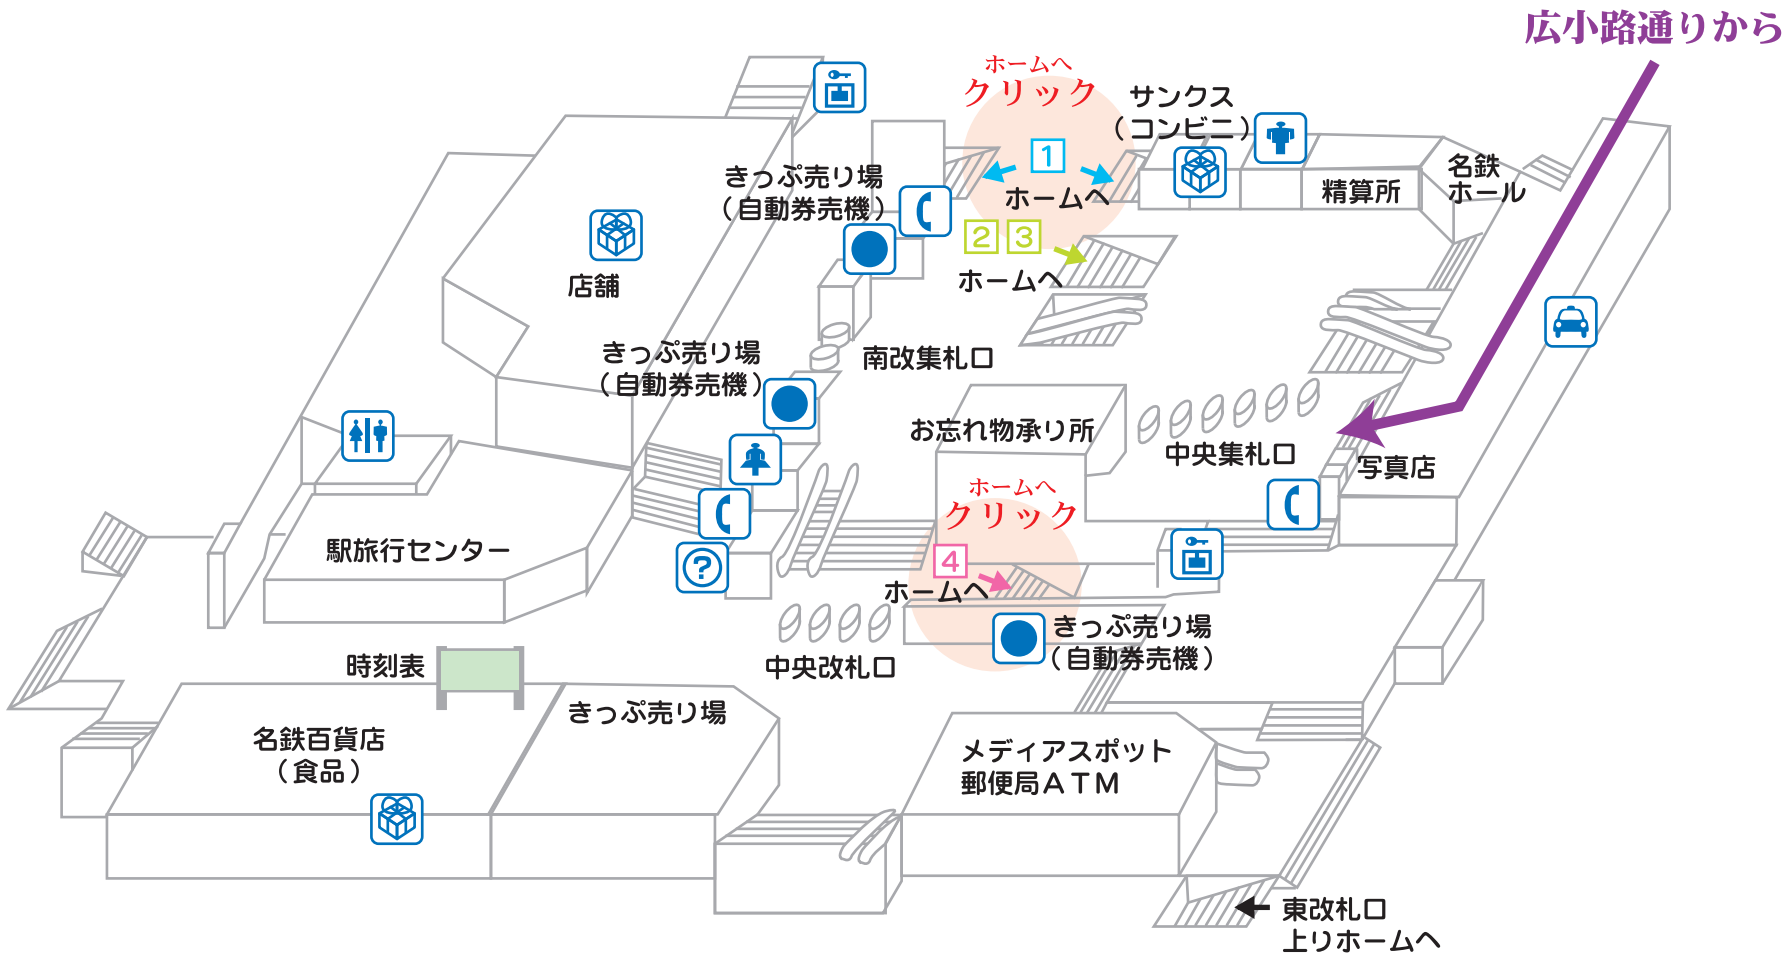 広小路通りから
ホームへ
クリック
サンクス
（コンビニ）
1
ホームへ
名鉄
ホール
精算所
きっぷ売り場
（自動券売機）
2 3
ホームへ
店舗
南改集札口
きっぷ売り場
（自動券売機）
お忘れ物承り所
中央集札口
写真店
ホームへ
クリック
駅旅行センター
?
4
ホームへ
きっぷ売り場
（自動券売機）
中央改札口
時刻表
きっぷ売り場
名鉄百貨店
（食品）
メディアスポット
郵便局ATM
東改札口
上りホームへ